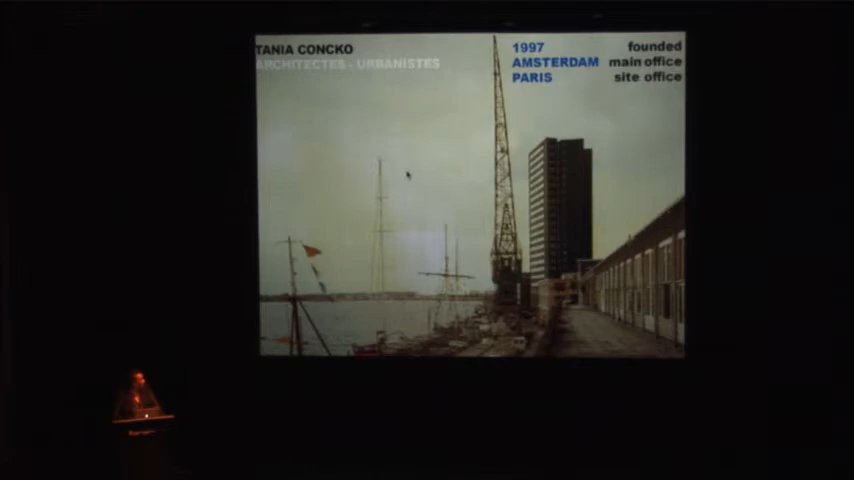 TANIA CONCKO
ARCHITECTES - URBANISTES
1997 founded
AMSTERDAM main office
PARIS site office